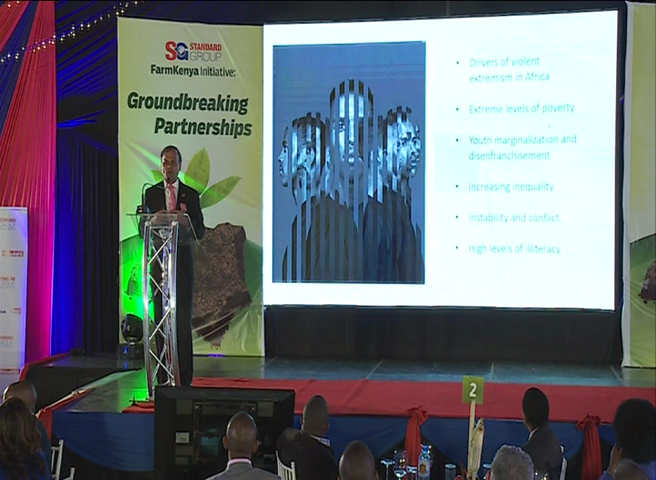 SG STANDARD
GROUP
FarmKenya Initiative:
Groundbreaking
Partnerships
• Drivers of violent
extremism in Africa
• Extreme levels of poverty
• Youth marginalization and
disenfranchisement
• Increasing inequality
• Instability and conflict.
• High levels of illiteracy
2